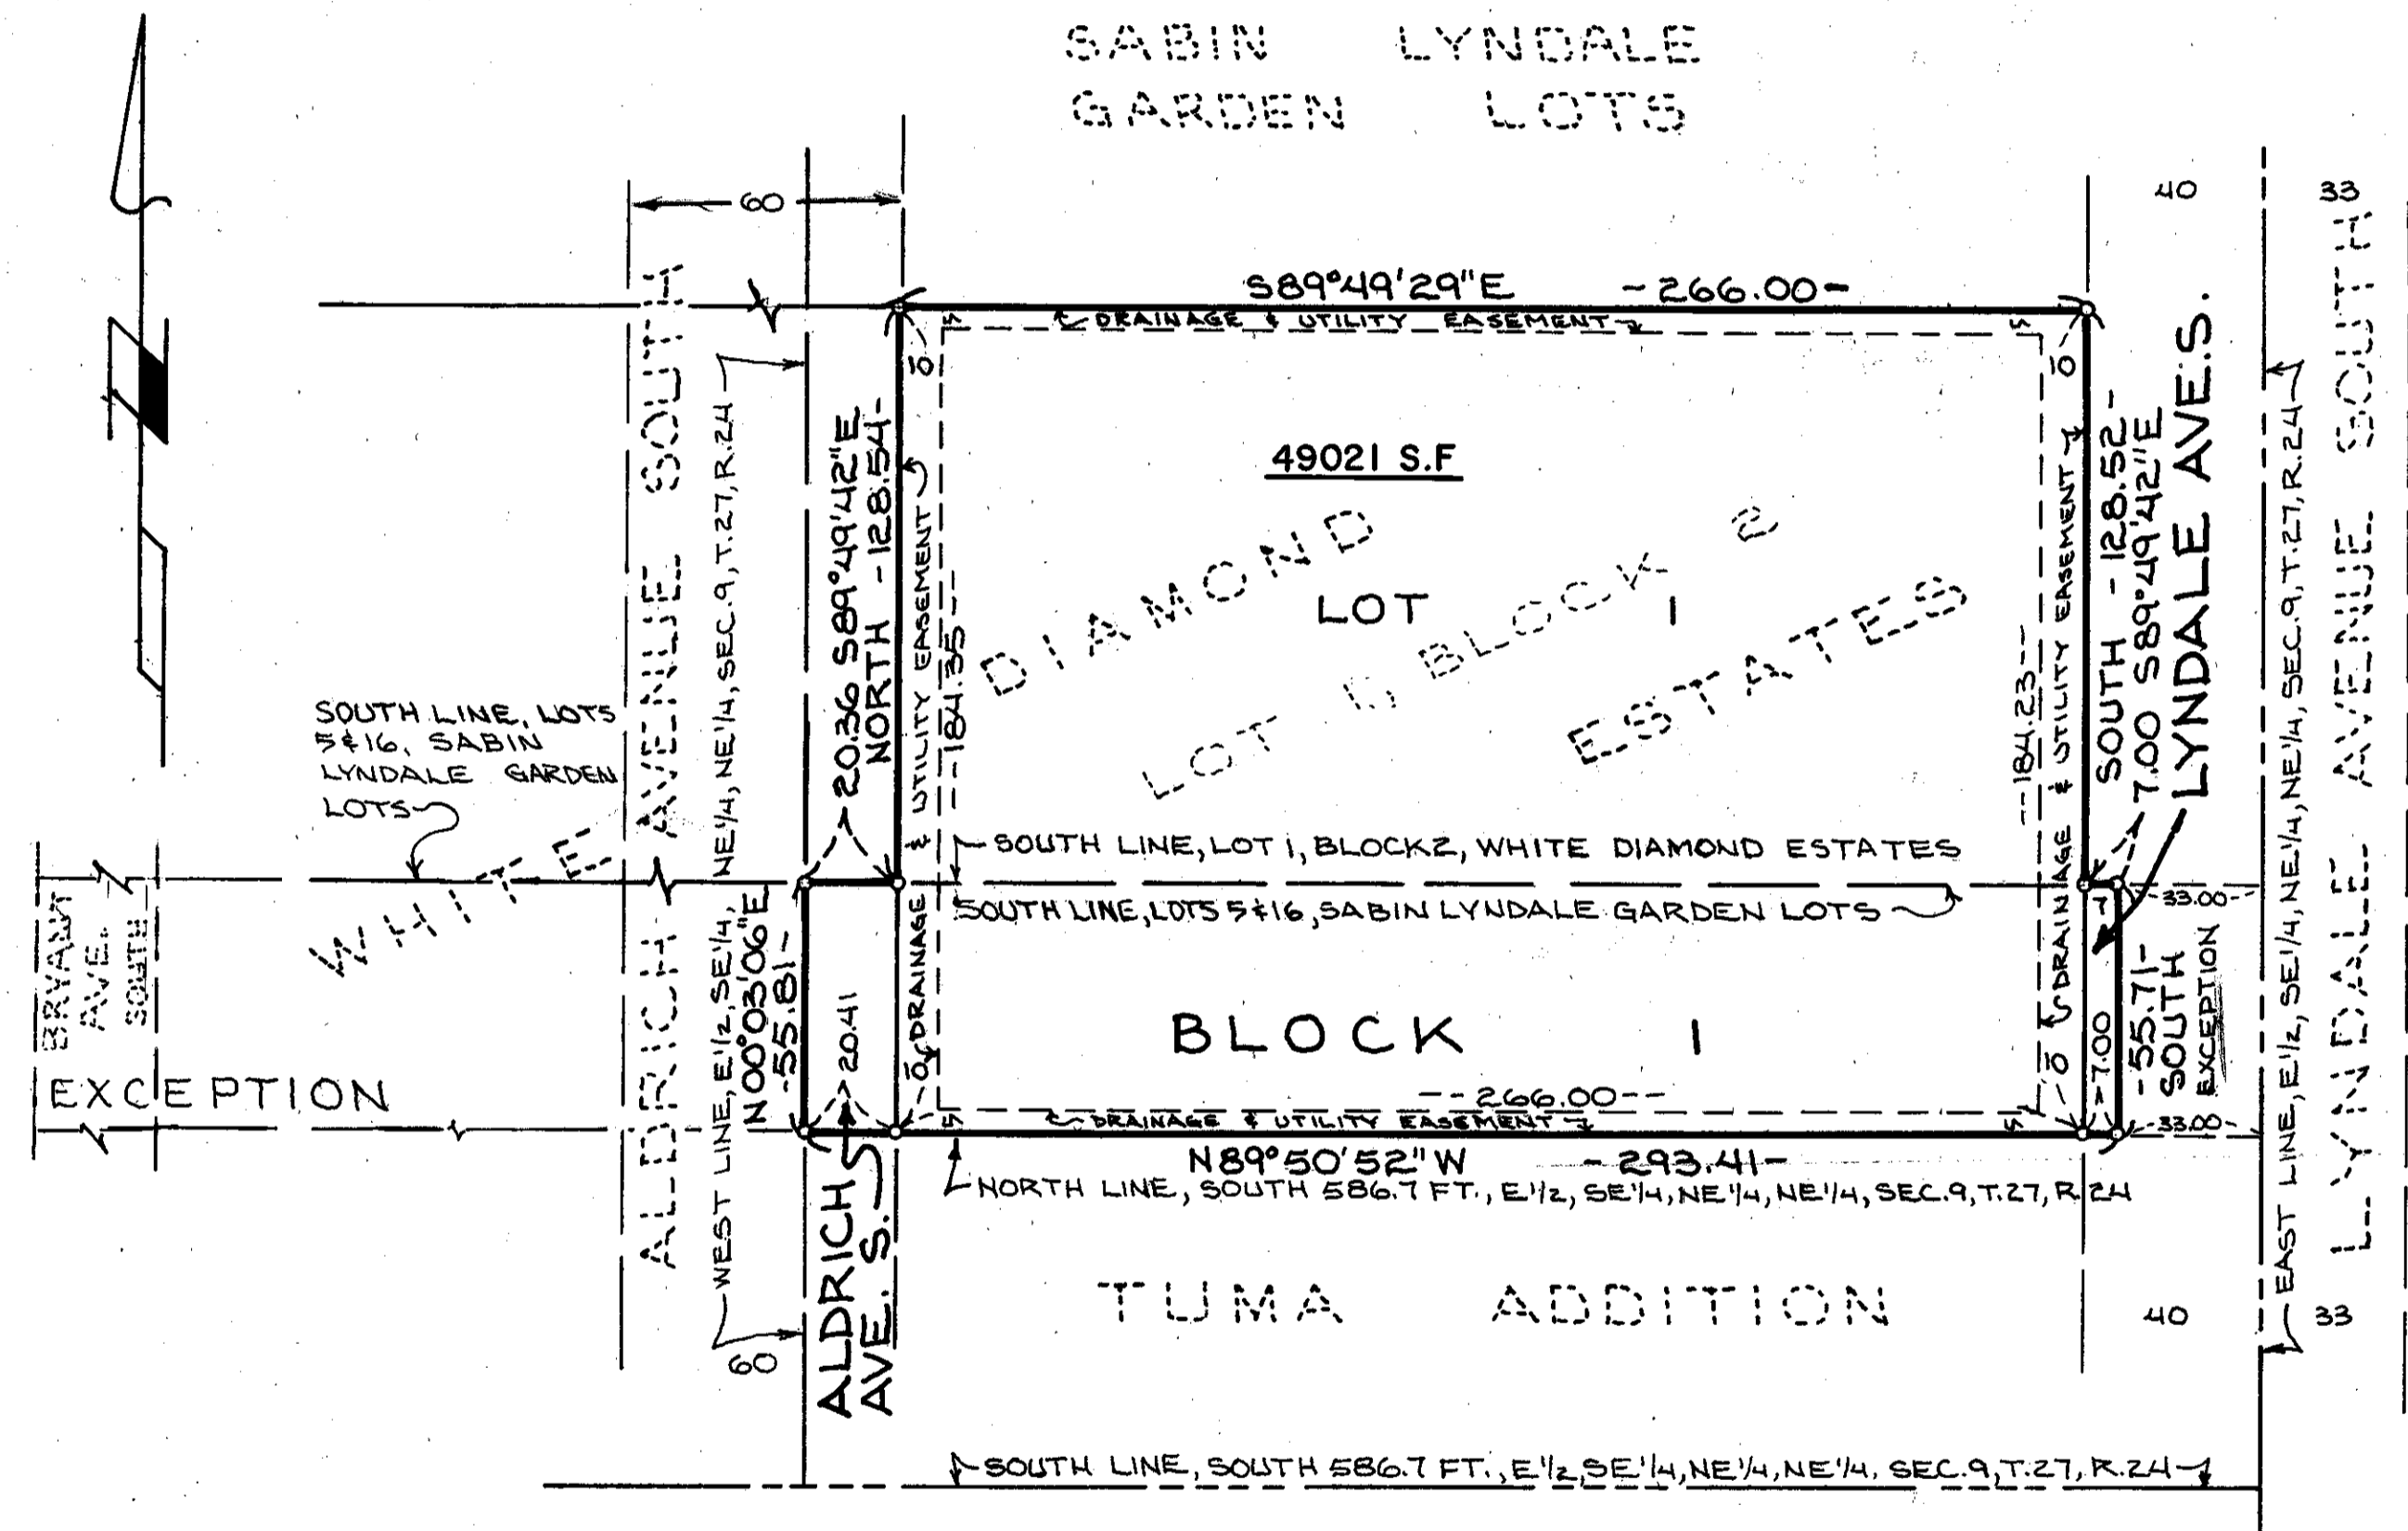 SABIN LYNDALE
GARDEN LOTS
60
40
33
S89°49'29"E -266.00-
5
DRAINAGE & UTILITY EASEMENT
5
10
10
49021 S.F
DIAMOND
LOT 1
LOT BLOCK 2
ESTATES
20.36 S89°49'42"E
NORTH -128.54-
& UTILITY EASEMENT
DRAINAGE
--184.35--
--184.23--
DRAINAGE & UTILITY EASEMENT
SOUTH -128.52-
7.00 S89°49'42"E
LYNDALE AVE.S.
LYNDALE AVENUE SOUTH
EAST LINE, E1/2, SE1/4, NE1/4, NE1/4, SEC.9, T.27, R.24
ALDRICH AVENUE SOUTH
WEST LINE, E1/2, SE1/4, NE1/4, NE1/4, SEC.9, T.27, R.24
SOUTH LINE, LOTS
5&16, SABIN
LYNDALE GARDEN
LOTS
WHITE
SOUTH LINE, LOT 1, BLOCK2, WHITE DIAMOND ESTATES
SOUTH LINE, LOTS 5&16, SABIN LYNDALE GARDEN LOTS
BRYANT
AVE.
SOUTH
N00°03'06"E
-55.81-
20.41
10
BLOCK 1
10
7
7.00
-55.71-
SOUTH
EXCEPTION
-33.00-
EXCEPTION
--266.00--
5
DRAINAGE & UTILITY EASEMENT
5
-33.00-
N89°50'52"W -293.41-
NORTH LINE, SOUTH 586.7 FT., E1/2, SE1/4, NE1/4, NE1/4, SEC.9, T.27, R.24
ALDRICH
AVE. S.
TUMA ADDITION
60
40
33
SOUTH LINE, SOUTH 586.7 FT., E1/2, SE1/4, NE1/4, NE1/4, SEC.9, T.27, R.24